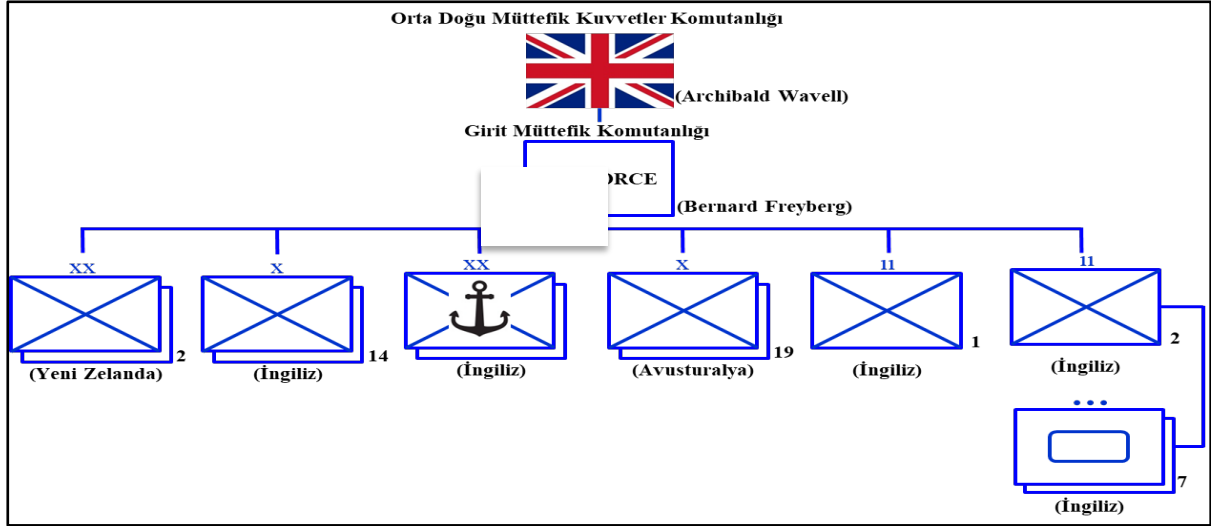 Orta Doğu Müttefik Kuvvetler Komutanlığı
(Archibald Wavell)
Girit Müttefik Komutanlığı
ORCE
(Bernard Freyberg)
XX X XX X 11 11
2 14 19 1 2
(Yeni Zelanda) (İngiliz) (İngiliz) (Avusturalya) (İngiliz) (İngiliz)
7
(İngiliz)